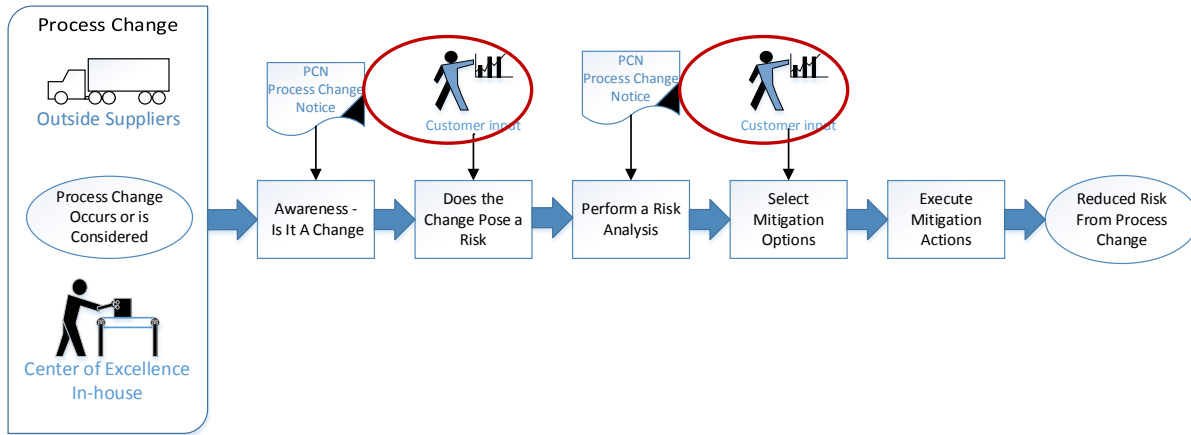 Process Change
Outside Suppliers
Process Change
Occurs or is
Considered
Center of Excellence
In-house
PCN
Process Change
Notice
Customer input
PCN
Process Change
Notice
Customer input
Awareness -
Is It A Change
Does the
Change Pose a
Risk
Perform a Risk
Analysis
Select
Mitigation
Options
Execute
Mitigation
Actions
Reduced Risk
From Process
Change